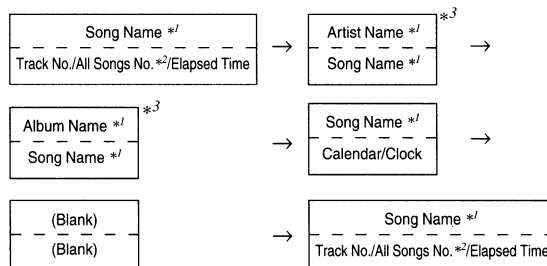 Song Name *1
Track No./All Songs No.*2/Elapsed Time
→
Artist Name *1
Song Name *1
*3
→
Album Name *1
Song Name *1
*3
→
Song Name *1
Calendar/Clock
→
(Blank)
(Blank)
→
Song Name *1
Track No./All Songs No.*2/Elapsed Time